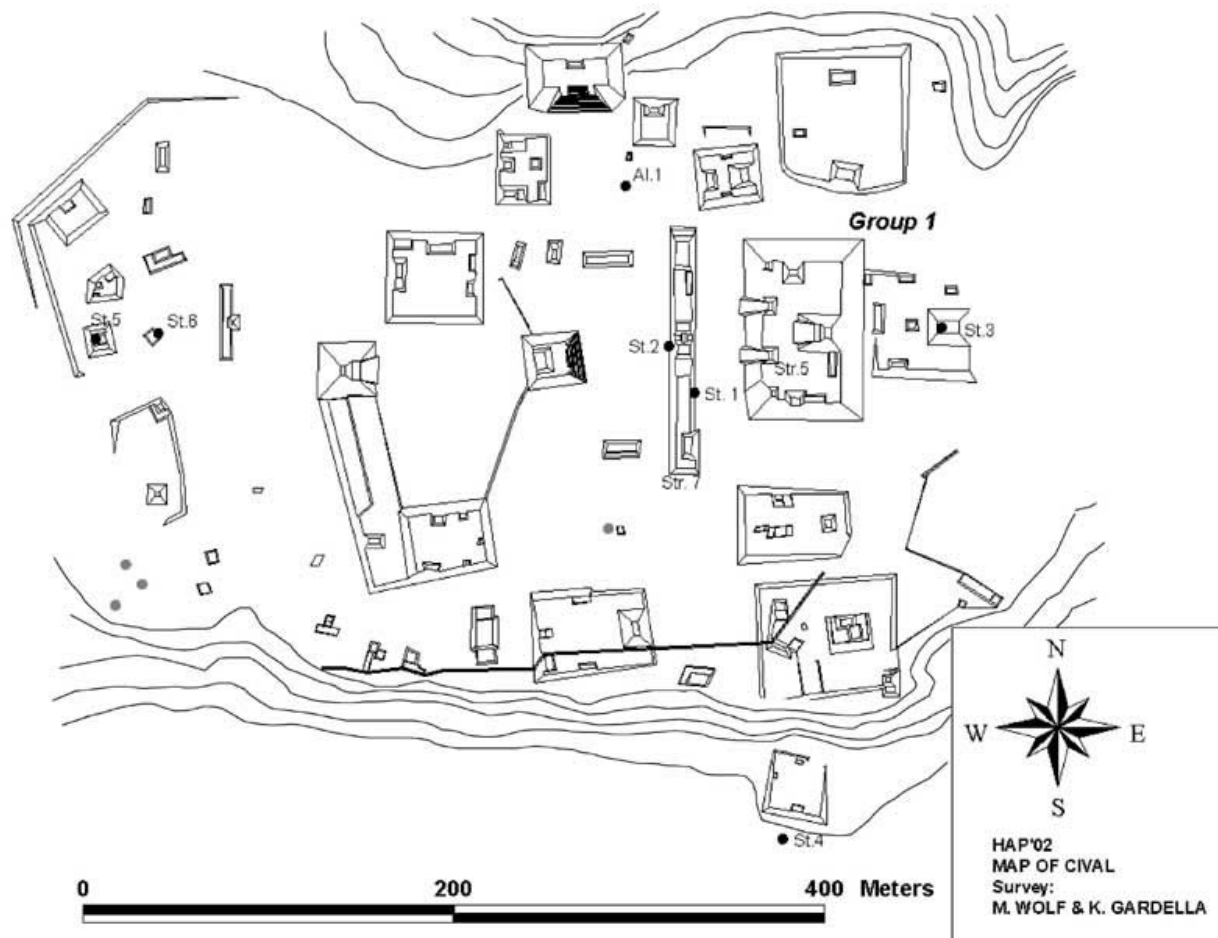 Al.1
Group 1
St.5
St.6
St.2
Str.5
St.3
St. 1
Str. 7
St.4
N
W E
S
0 200 400 Meters
HAP'02
MAP OF CIVAL
Survey:
M. WOLF & K. GARDELLA